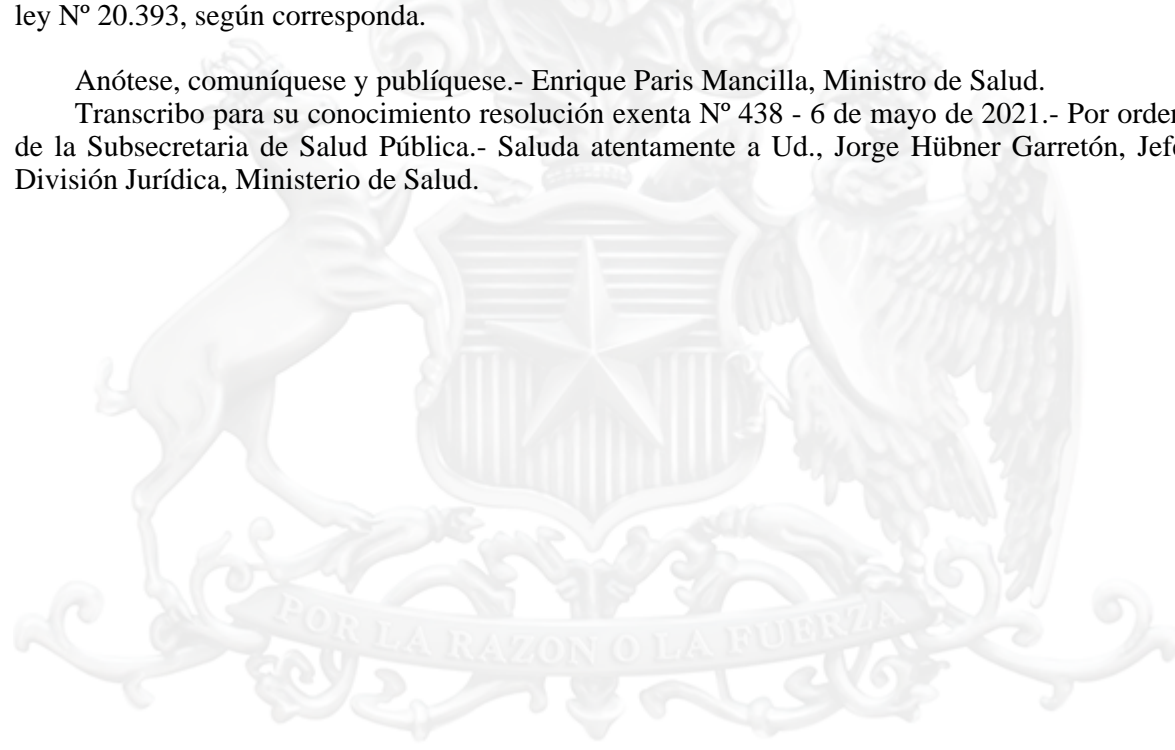 ley Nº 20.393, según corresponda.
Anótese, comuníquese y publíquese.- Enrique Paris Mancilla, Ministro de Salud.
Transcribo para su conocimiento resolución exenta Nº 438 - 6 de mayo de 2021.- Por orden
de la Subsecretaria de Salud Pública.- Saluda atentamente a Ud., Jorge Hübner Garretón, Jefe
División Jurídica, Ministerio de Salud.
POR LA RAZON O LA FUERZA